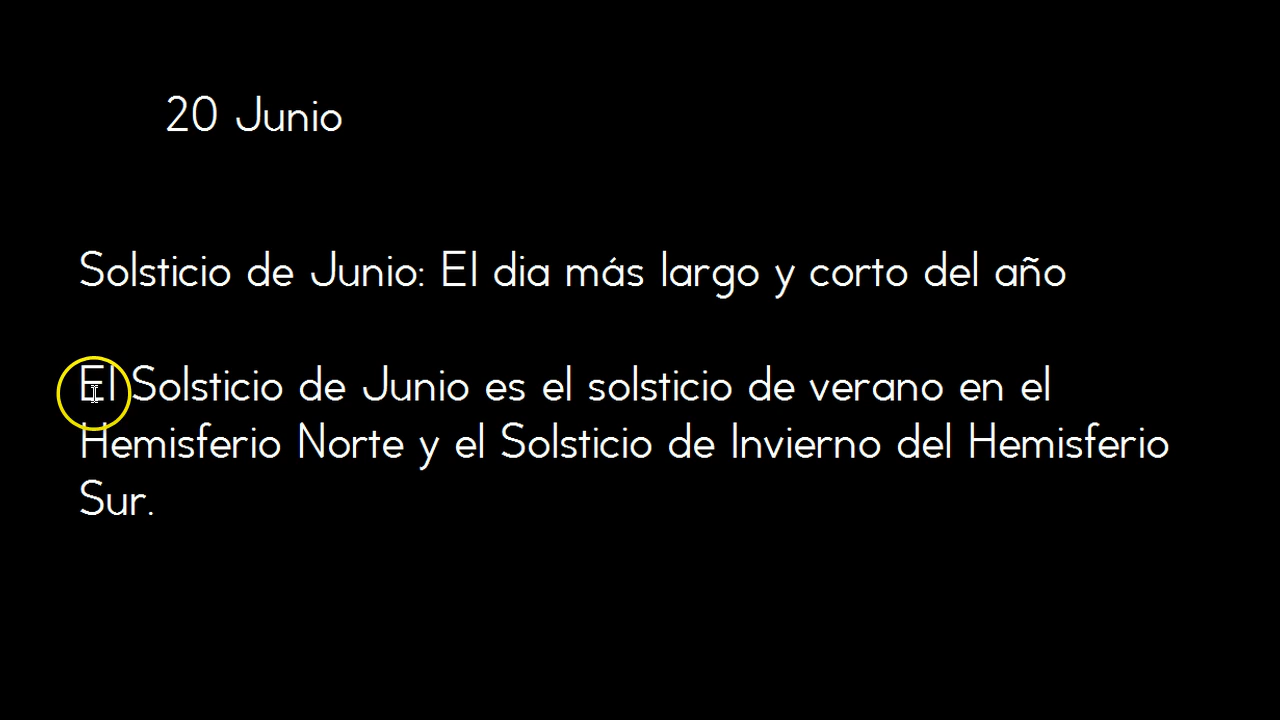 20 Junio
Solsticio de Junio: El dia más largo y corto del año
El Solsticio de Junio es el solsticio de verano en el
Hemisferio Norte y el Solsticio de Invierno del Hemisferio
Sur.